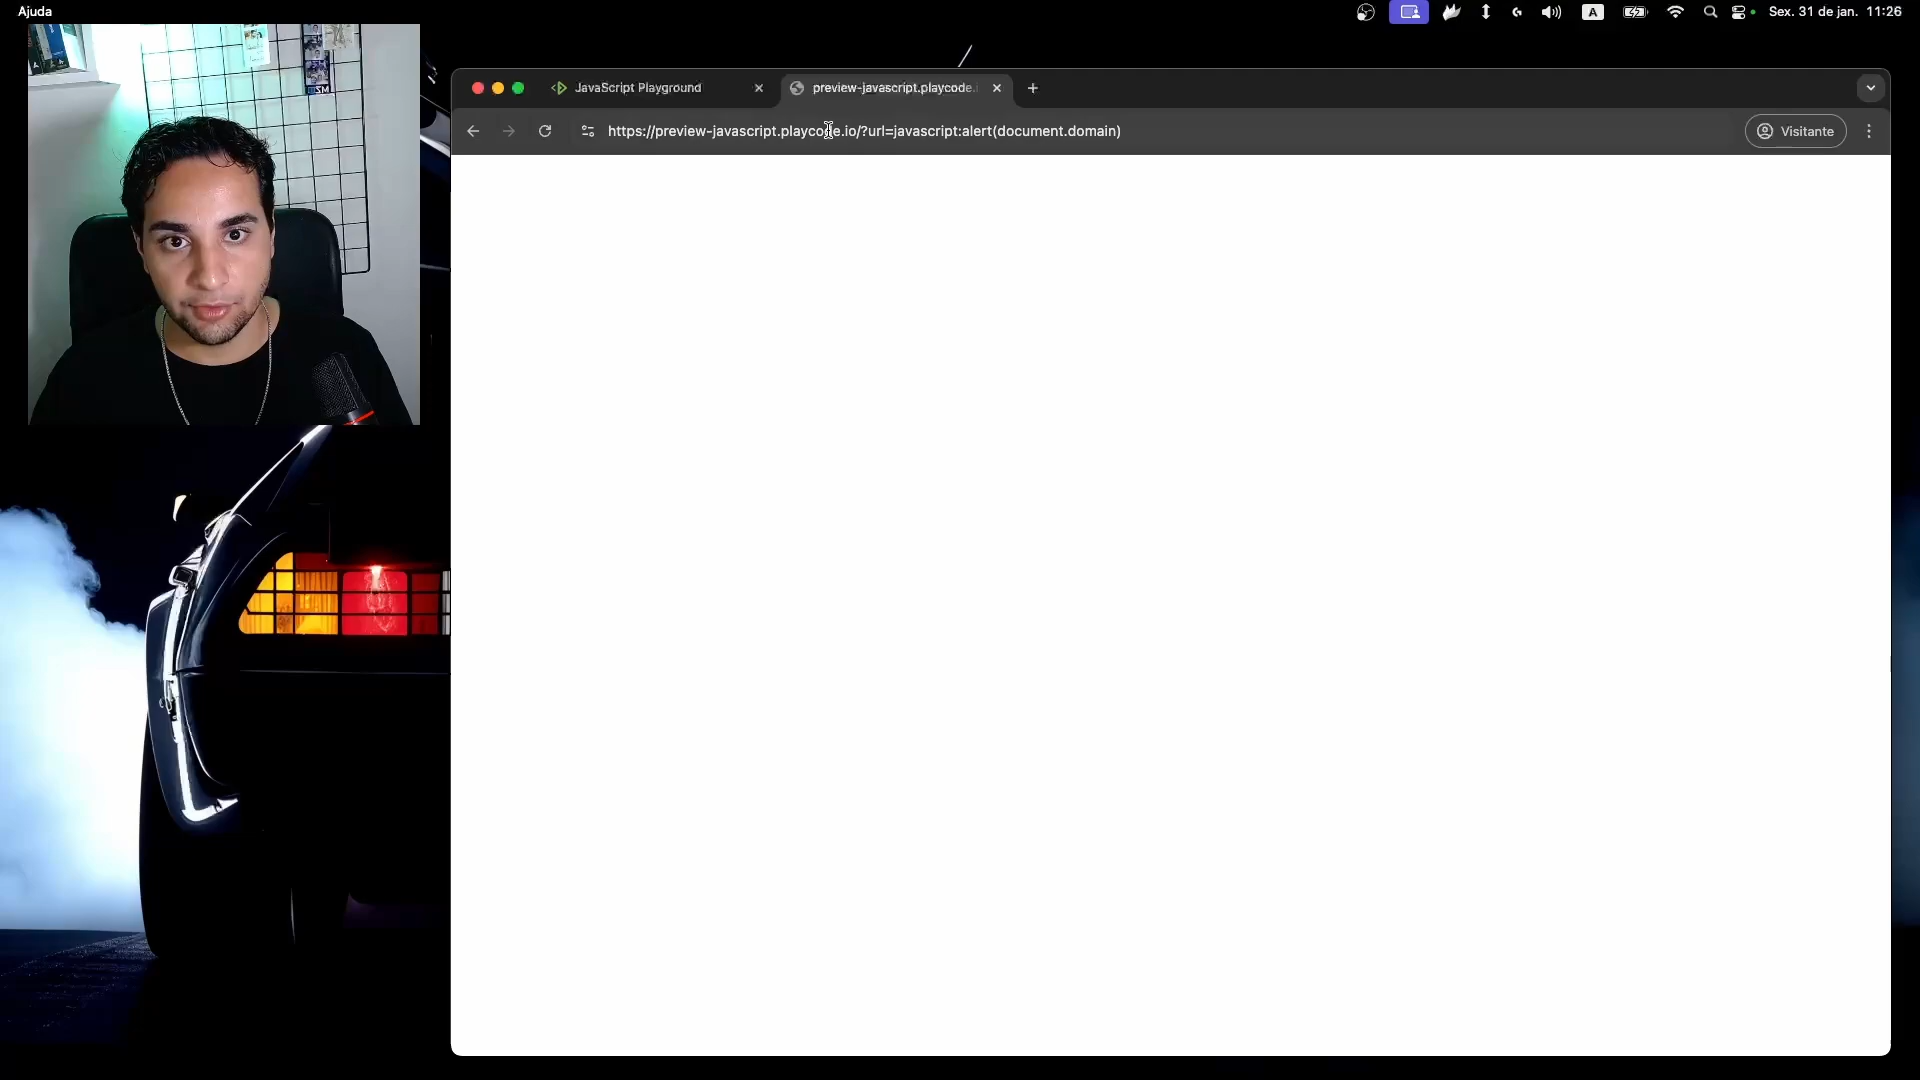 Ajuda
A
Sex. 31 de jan. 11:26
JavaScript Playground
preview-javascript.playcode.i
https://preview-javascript.playcode.io/?url=javascript:alert(document.domain)
Visitante
SM